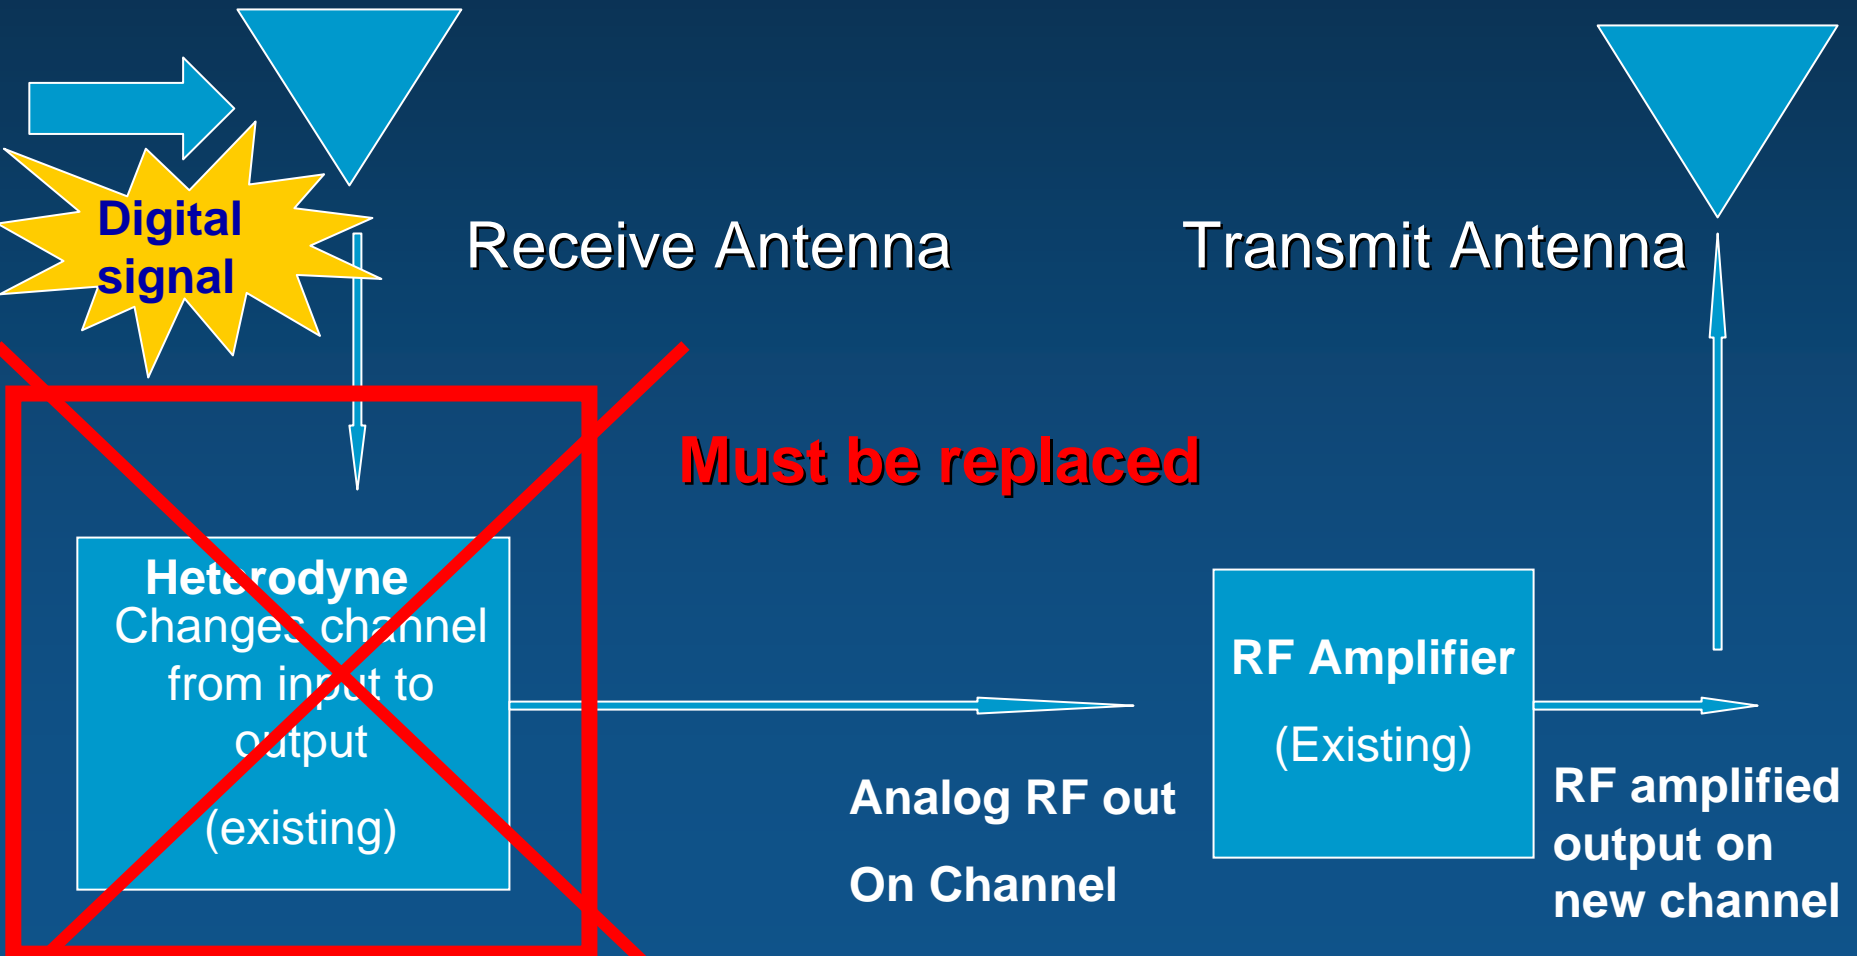 Digital
signal
Receive Antenna
Transmit Antenna
Must be replaced
Heterodyne
Changes channel
from input to
output
(existing)
Analog RF out
On Channel
RF Amplifier
(Existing)
RF amplified
output on
new channel